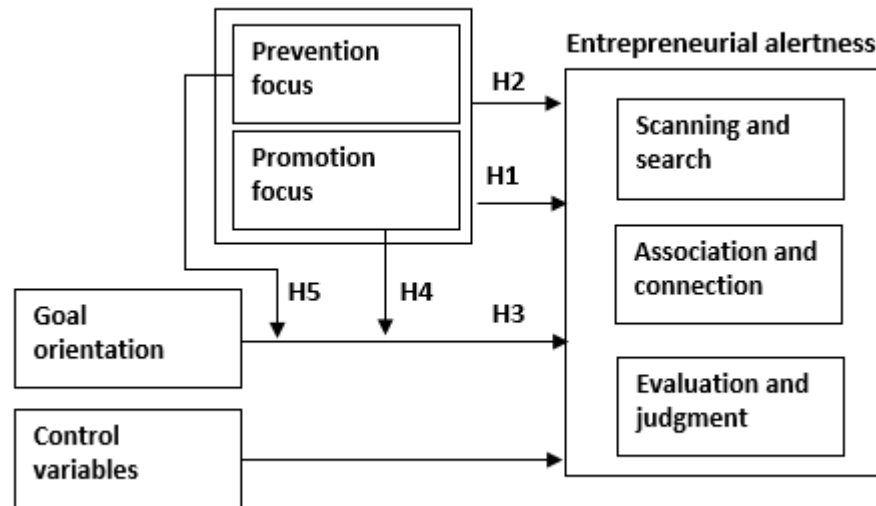 Prevention
focus
Promotion
focus
Entrepreneurial alertness
H2
H1
Scanning and
search
Association and
connection
Evaluation and
judgment
H5
H4
H3
Goal
orientation
Control
variables